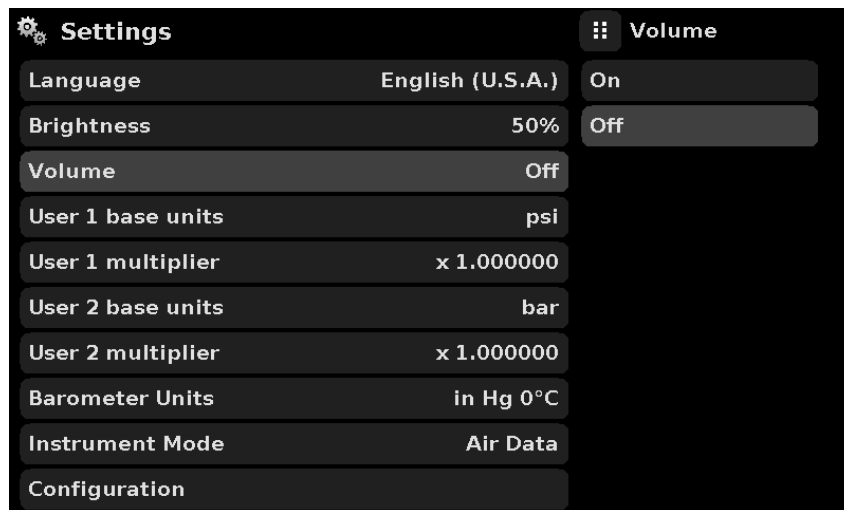 Settings
Language English (U.S.A.)
Brightness 50%
Volume Off
User 1 base units psi
User 1 multiplier x 1.000000
User 2 base units bar
User 2 multiplier x 1.000000
Barometer Units in Hg 0°C
Instrument Mode Air Data
Configuration
Volume
On
Off